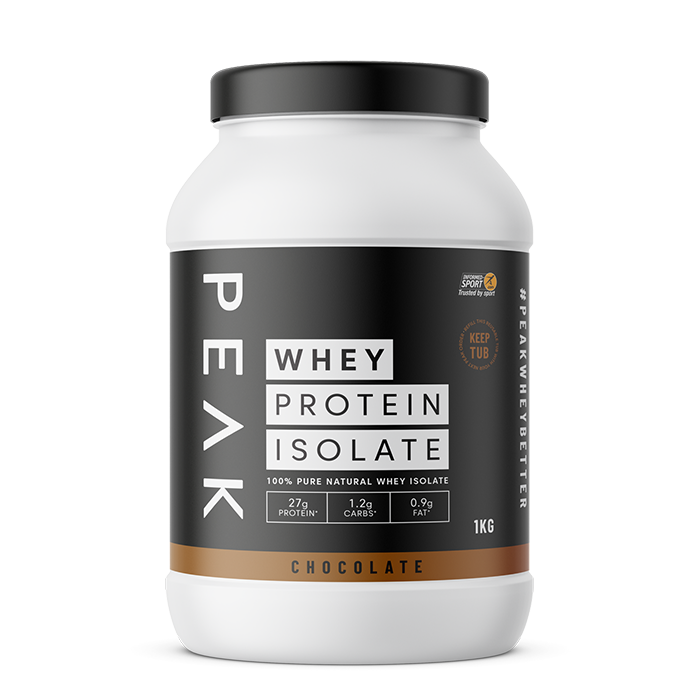 PEΛK
INFORMED
SPORT
Trusted by sport
KEEP
TUB
#PEAKWHEYBETTER
WHEY
PROTEIN
ISOLATE
100% PURE NATURAL WHEY ISOLATE
27g
PROTEIN*
1.2g
CARBS*
0.9g
FAT*
1KG
CHOCOLATE